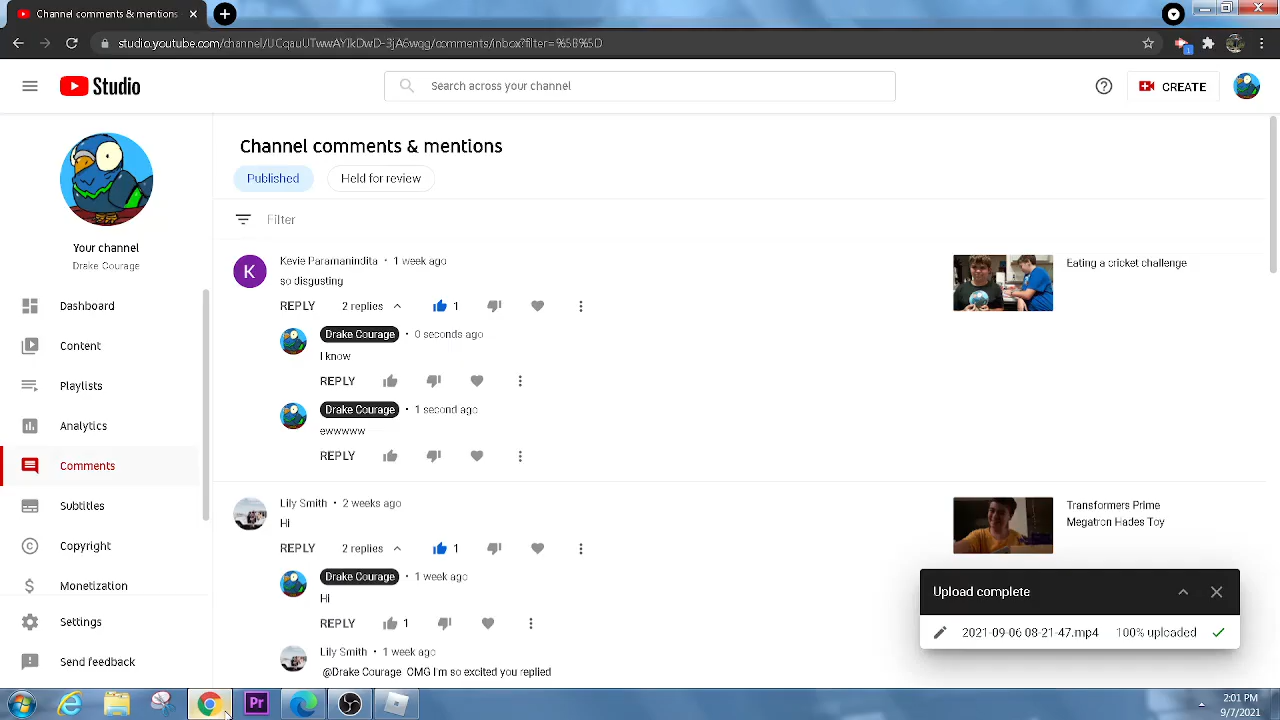 Channel comments & mentions
studio.youtube.com/channel/UCquUTwwAYIkDwD-3jA6wqg/comments/inbox?filter=%5B%5D
1
Studio
Search across your channel
CREATE
Your channel
Drake Courage
Dashboard
Content
Playlists
Analytics
Comments
Subtitles
Copyright
Monetization
Settings
Send feedback
Channel comments & mentions
Published
Held for review
Filter
K
Kevie Paramanindita • 1 week ago
so disgusting
REPLY 2 replies 1
Drake Courage • 0 seconds ago
I know
REPLY
Drake Courage • 1 second ago
ewwwww
REPLY
Eating a cricket challenge
Lily Smith • 2 weeks ago
Hi
REPLY 2 replies 1
Drake Courage • 1 week ago
Hi
REPLY 1
Lily Smith • 1 week ago
@Drake Courage OMG I'm so excited you replied
Transformers Prime
Megatron Hades Toy
Upload complete
2021-09-06 08-21-47.mp4 100% uploaded
Pr
2:01 PM
9/7/2021